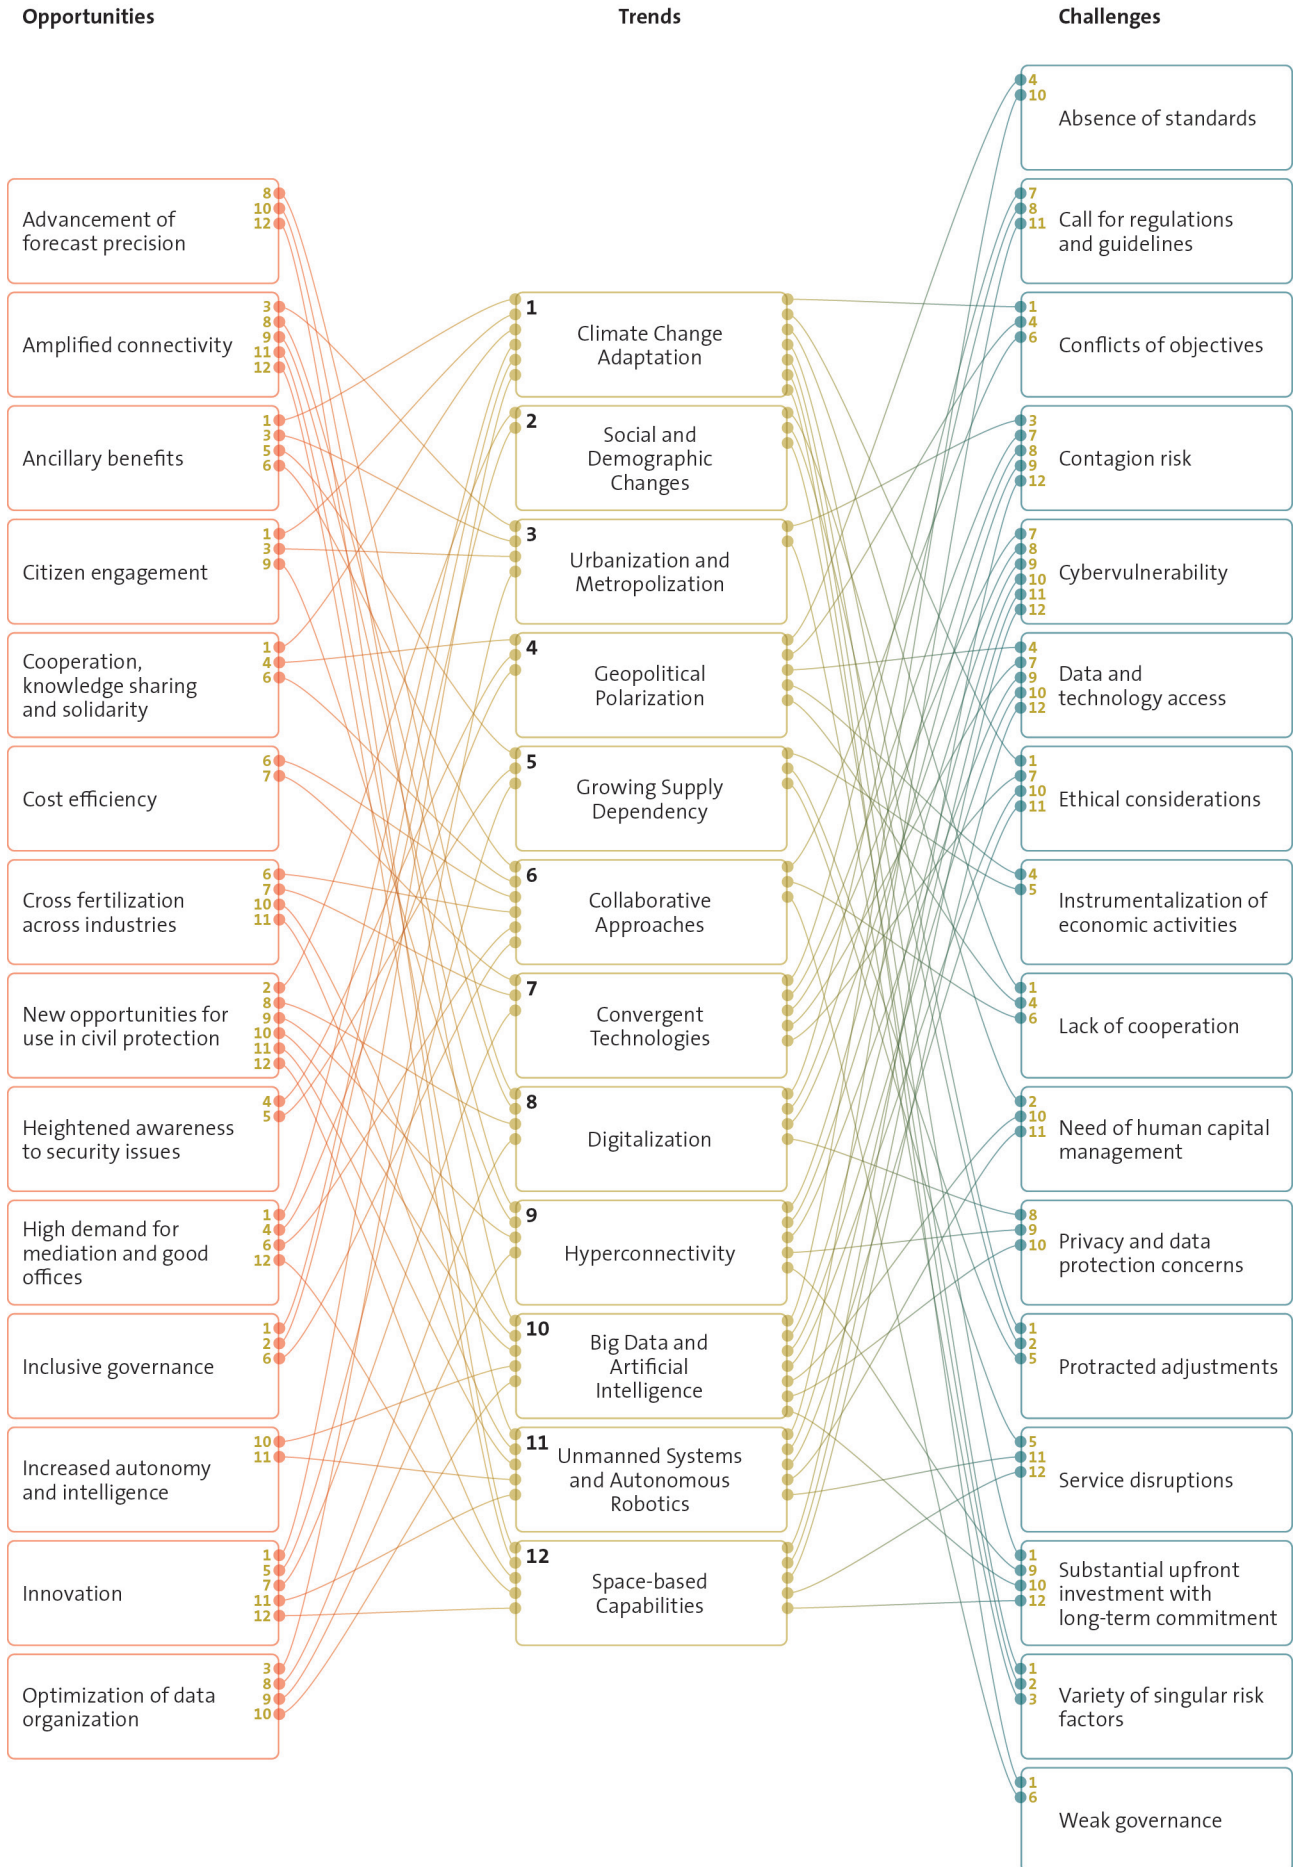 Opportunities
Trends
Challenges
8
10
12
Advancement of
forecast precision
3
8
9
11
12
Amplified connectivity
1
3
5
6
Ancillary benefits
1
3
9
Citizen engagement
1
4
6
Cooperation,
knowledge sharing
and solidarity
6
7
Cost efficiency
6
7
10
11
Cross fertilization
across industries
2
8
9
10
11
12
New opportunities for
use in civil protection
4
5
Heightened awareness
to security issues
1
4
6
12
High demand for
mediation and good
offices
1
2
6
Inclusive governance
10
11
Increased autonomy
and intelligence
1
5
7
11
12
Innovation
3
8
9
10
Optimization of data
organization
1
Climate Change
Adaptation
2
Social and
Demographic
Changes
3
Urbanization and
Metropolization
4
Geopolitical
Polarization
5
Growing Supply
Dependency
6
Collaborative
Approaches
7
Convergent
Technologies
8
Digitalization
9
Hyperconnectivity
10
Big Data and
Artificial
Intelligence
11
Unmanned Systems
and Autonomous
Robotics
12
Space-based
Capabilities
4
10
Absence of standards
7
8
11
Call for regulations
and guidelines
1
4
6
Conflicts of objectives
3
7
8
9
12
Contagion risk
7
8
9
10
11
12
Cybervulnerability
4
7
9
10
12
Data and
technology access
1
7
10
11
Ethical considerations
4
5
Instrumentalization of
economic activities
1
4
6
Lack of cooperation
2
10
11
Need of human capital
management
8
9
10
Privacy and data
protection concerns
1
2
5
Protracted adjustments
5
11
12
Service disruptions
1
9
10
12
Substantial upfront
investment with
long-term commitment
1
2
3
Variety of singular risk
factors
1
6
Weak governance